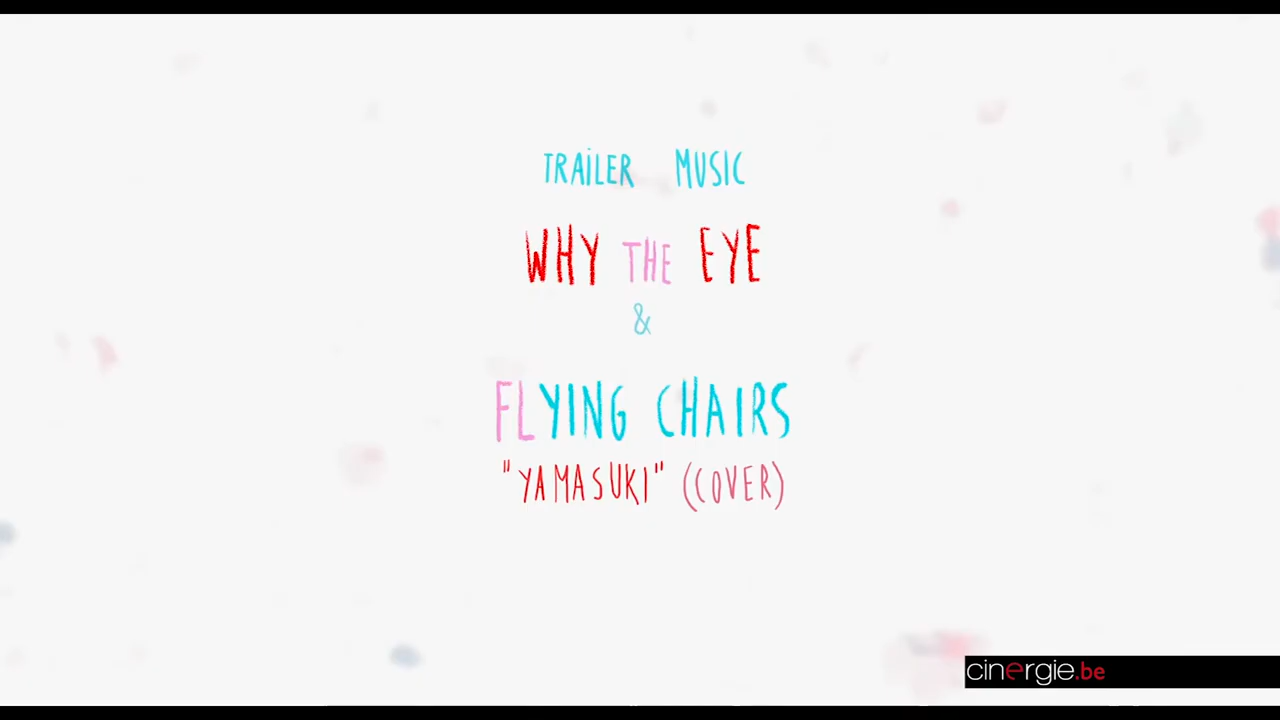 TRAiLER MUSIC
WHY THE EYE
&
FLYING CHAIRS
"YAMASUKI" (COVER)
cinergie.be